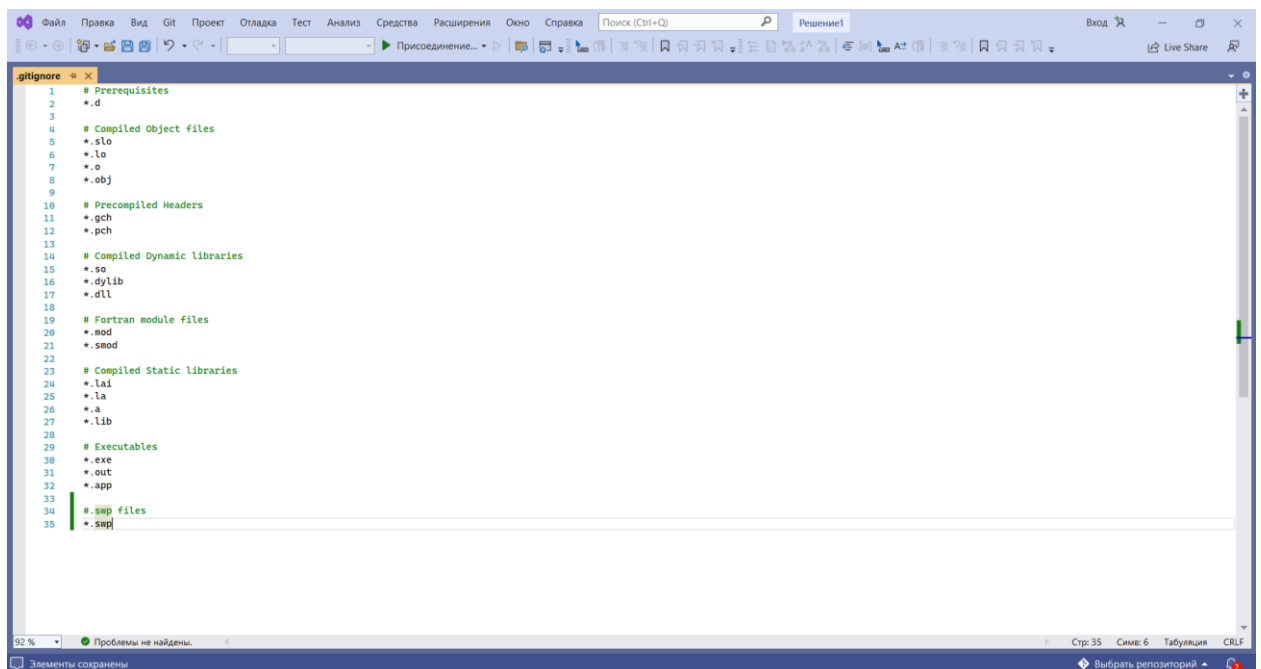 Файл Правка Вид Git Проект Отладка Тест Анализ Средства Расширения Окно Справка Поиск (Ctrl+Q) Решение1 Вход
Присоединение... Live Share
.gitignore
1 # Prerequisites
2 *.d
3
4 # Compiled Object files
5 *.slo
6 *.lo
7 *.o
8 *.obj
9
10 # Precompiled Headers
11 *.gch
12 *.pch
13
14 # Compiled Dynamic libraries
15 *.so
16 *.dylib
17 *.dll
18
19 # Fortran module files
20 *.mod
21 *.smod
22
23 # Compiled Static libraries
24 *.lai
25 *.la
26 *.a
27 *.lib
28
29 # Executables
30 *.exe
31 *.out
32 *.app
33
34 #.swp files
35 *.swp
92 % Проблемы не найдены. Стр: 35 Симв: 6 Табуляция CRLF
Элементы сохранены Выбрать репозиторий 2